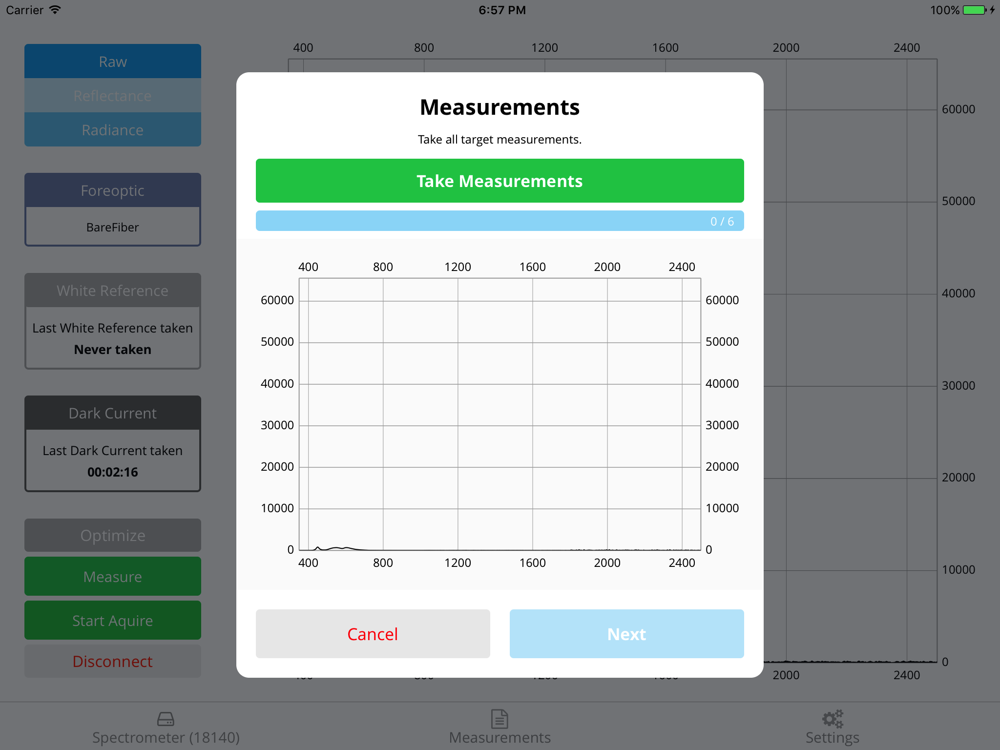 Carrier
6:57 PM
100%
Raw
Reflectance
Radiance
Foreoptic
BareFiber
White Reference
Last White Reference taken
Never taken
Dark Current
Last Dark Current taken
00:02:16
Optimize
Measure
Start Aquire
Disconnect
400 800 1200 1600 2000 2400
60000
50000
40000
30000
20000
10000
0
2000 2400
Measurements
Take all target measurements.
Take Measurements
0 / 6
400 800 1200 1600 2000 2400
60000 60000
50000 50000
40000 40000
30000 30000
20000 20000
10000 10000
0 0
400 800 1200 1600 2000 2400
Cancel
Next
Spectrometer (18140)
Measurements
Settings